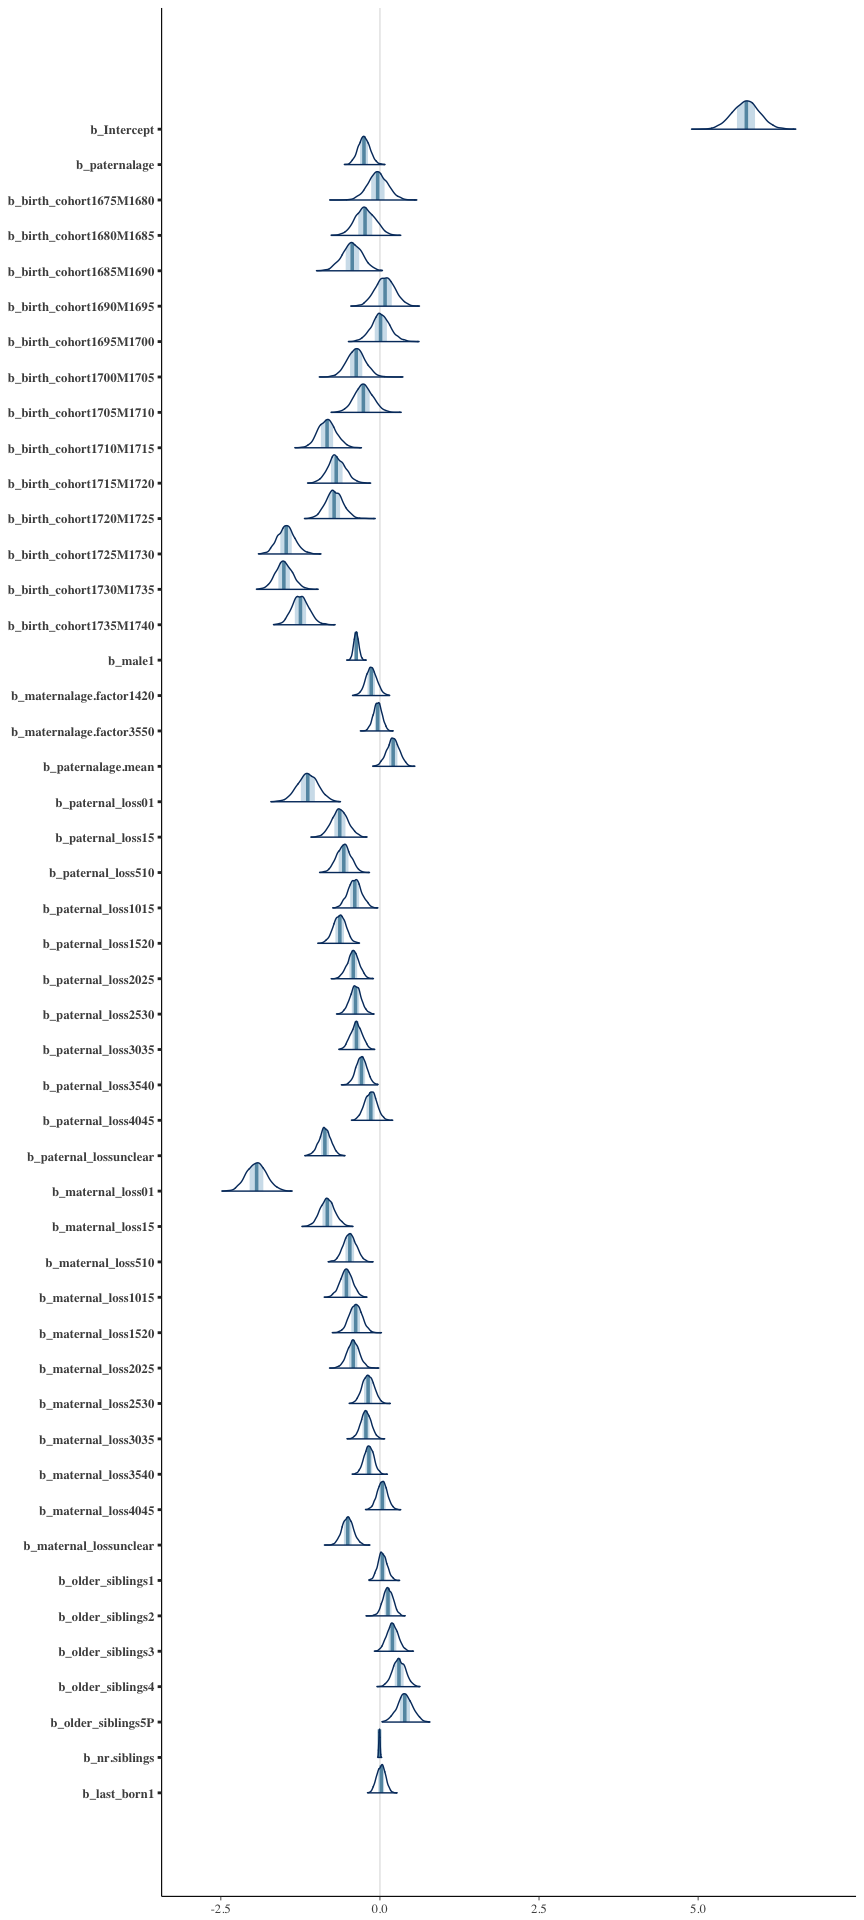 b_Intercept
b_paternalage
b_birth_cohort1675M1680
b_birth_cohort1680M1685
b_birth_cohort1685M1690
b_birth_cohort1690M1695
b_birth_cohort1695M1700
b_birth_cohort1700M1705
b_birth_cohort1705M1710
b_birth_cohort1710M1715
b_birth_cohort1715M1720
b_birth_cohort1720M1725
b_birth_cohort1725M1730
b_birth_cohort1730M1735
b_birth_cohort1735M1740
b_male1
b_maternalage.factor1420
b_maternalage.factor3550
b_paternalage.mean
b_paternal_loss01
b_paternal_loss15
b_paternal_loss510
b_paternal_loss1015
b_paternal_loss1520
b_paternal_loss2025
b_paternal_loss2530
b_paternal_loss3035
b_paternal_loss3540
b_paternal_loss4045
b_paternal_lossunclear
b_maternal_loss01
b_maternal_loss15
b_maternal_loss510
b_maternal_loss1015
b_maternal_loss1520
b_maternal_loss2025
b_maternal_loss2530
b_maternal_loss3035
b_maternal_loss3540
b_maternal_loss4045
b_maternal_lossunclear
b_older_siblings1
b_older_siblings2
b_older_siblings3
b_older_siblings4
b_older_siblings5P
b_nr.siblings
b_last_born1
-2.5 0.0 2.5 5.0